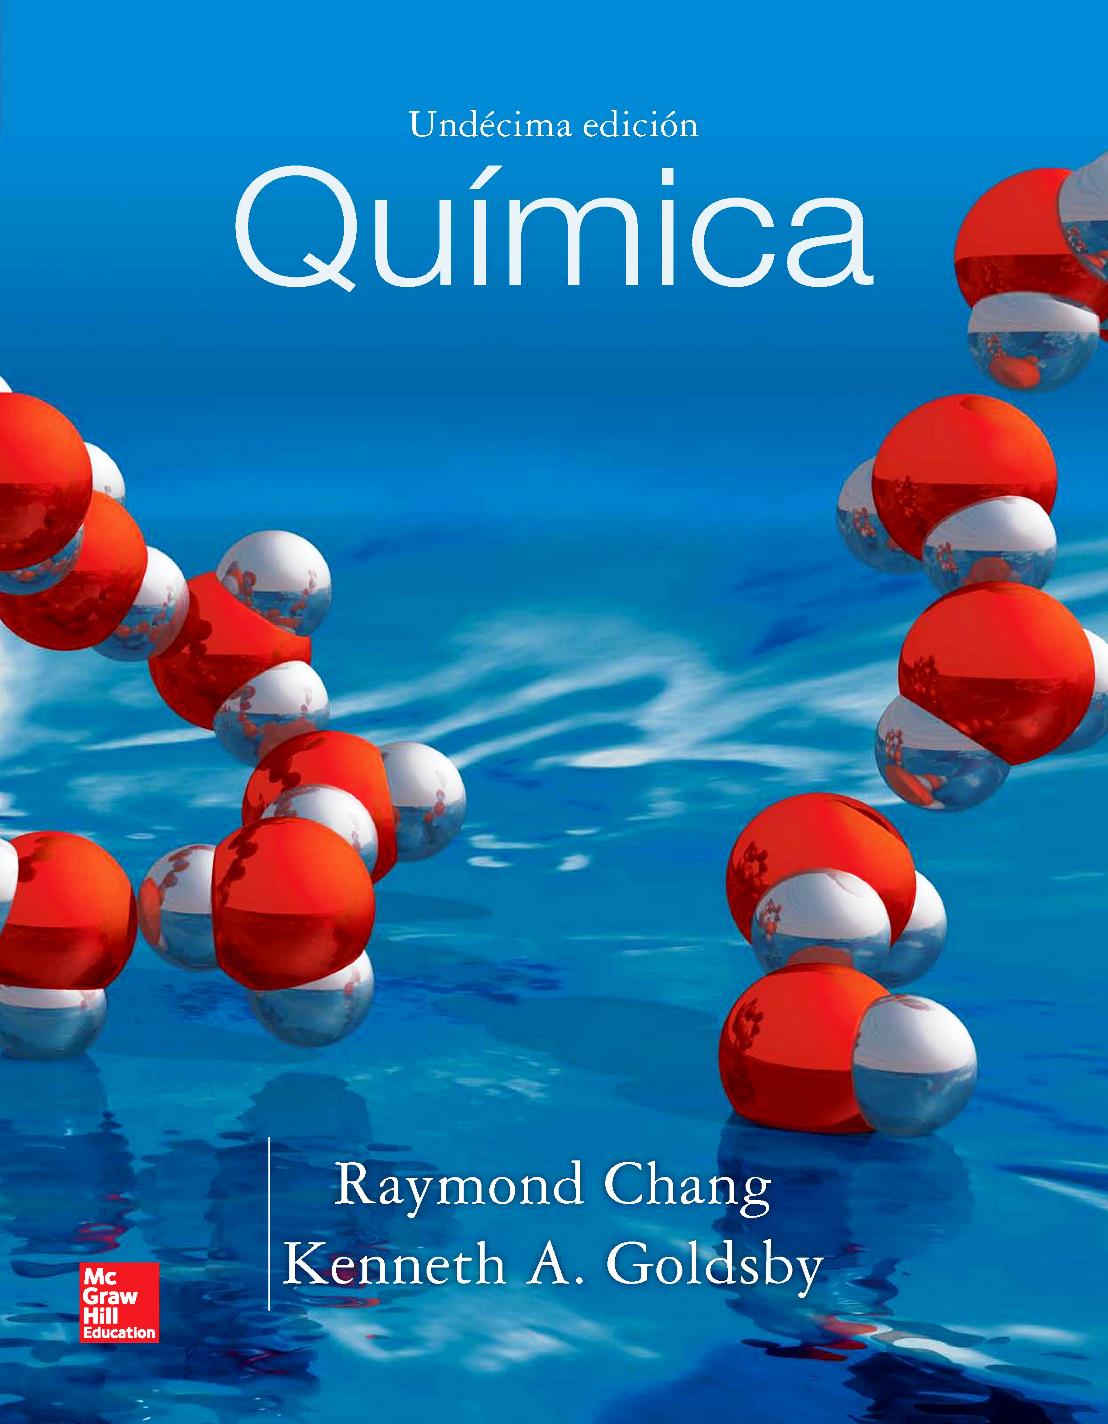 Undécima edición
Química
Raymond Chang
Kenneth A. Goldsby
Mc
Graw
Hill
Education